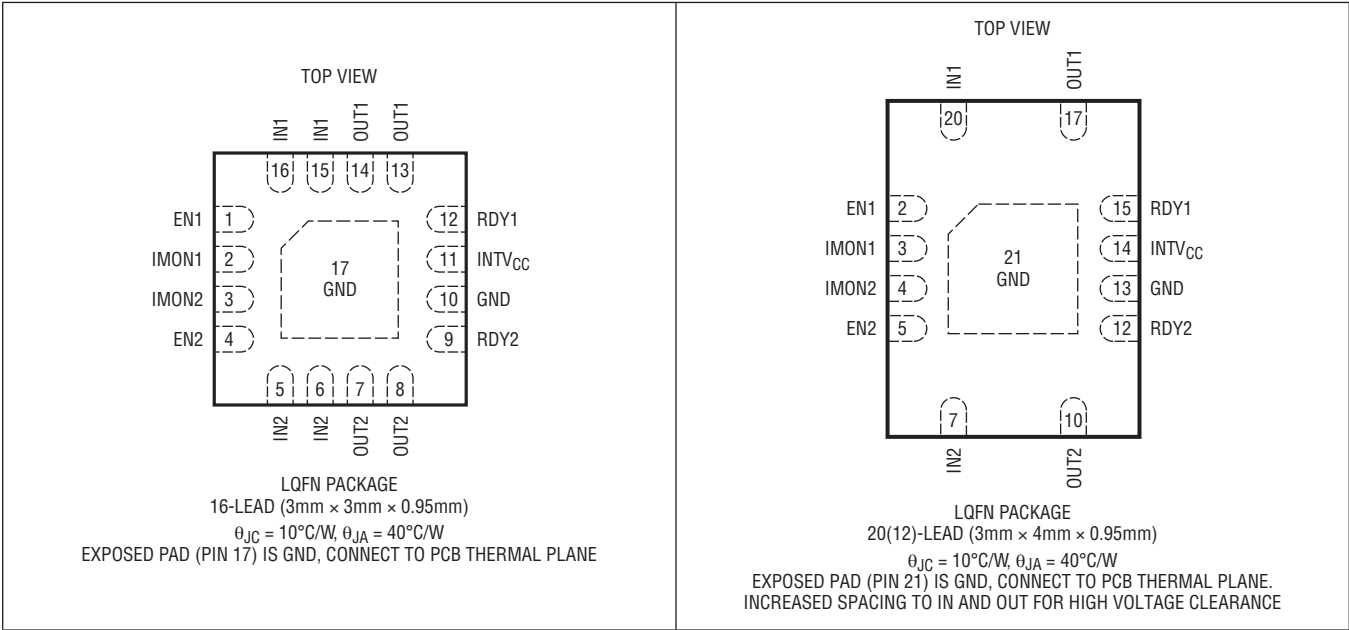 TOP VIEW
IN1 IN1 OUT1 OUT1
16 15 14 13
EN1 1 12 RDY1
IMON1 2 11 INTVCC
17
GND
IMON2 3 10 GND
EN2 4 9 RDY2
5 6 7 8
IN2 IN2 OUT2 OUT2
LQFN PACKAGE
16-LEAD (3mm × 3mm × 0.95mm)
θJC = 10°C/W, θJA = 40°C/W
EXPOSED PAD (PIN 17) IS GND, CONNECT TO PCB THERMAL PLANE
TOP VIEW
IN1 OUT1
20 17
EN1 2 15 RDY1
IMON1 3 14 INTVCC
21
GND
IMON2 4 13 GND
EN2 5 12 RDY2
7 10
IN2 OUT2
LQFN PACKAGE
20(12)-LEAD (3mm × 4mm × 0.95mm)
θJC = 10°C/W, θJA = 40°C/W
EXPOSED PAD (PIN 21) IS GND, CONNECT TO PCB THERMAL PLANE.
INCREASED SPACING TO IN AND OUT FOR HIGH VOLTAGE CLEARANCE